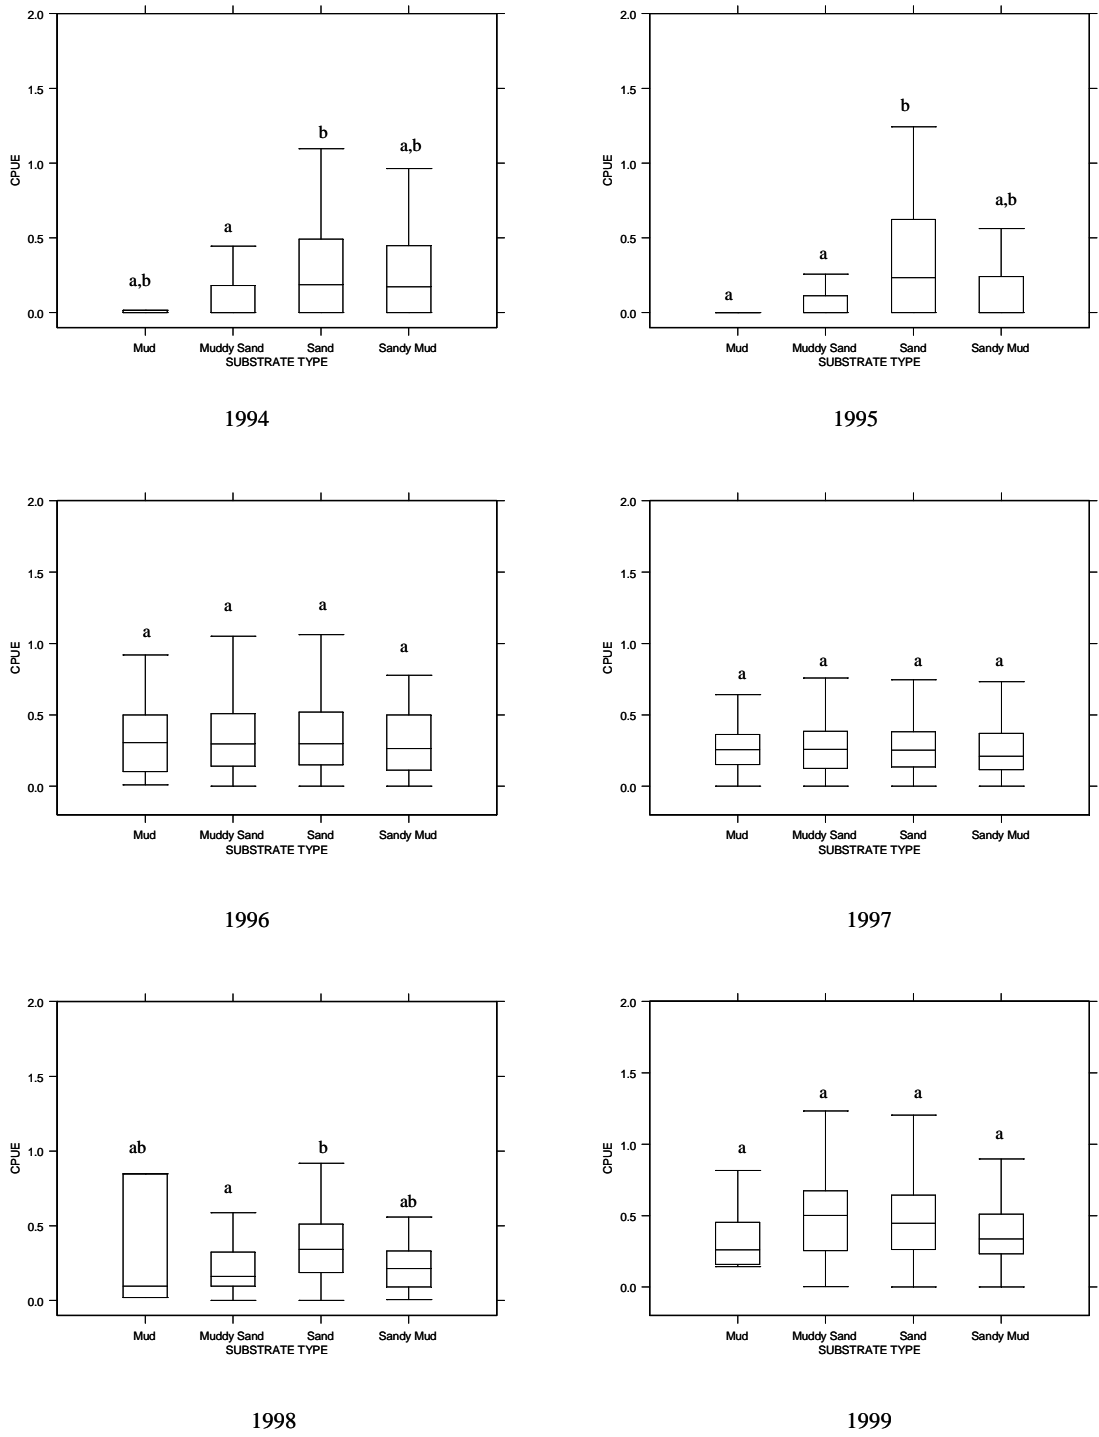 2.0 2.0
1.5 1.5
b
b
a,b
1.0 1.0
CPUE CPUE
a,b
a a
0.5 0.5
a,b
a
0.0 0.0
Mud Muddy Sand Sand Sandy Mud Mud Muddy Sand Sand Sandy Mud
SUBSTRATE TYPE SUBSTRATE TYPE
1994 1995
2.0 2.0
1.5 1.5
a a
a
a a a a
1.0 1.0
a
CPUE CPUE
0.5 0.5
0.0 0.0
Mud Muddy Sand Sand Sandy Mud Mud Muddy Sand Sand Sandy Mud
SUBSTRATE TYPE SUBSTRATE TYPE
1996 1997
2.0 2.0
1.5 1.5
a a
a
ab b a
1.0 1.0
CPUE CPUE
a
ab
0.5 0.5
0.0 0.0
Mud Muddy Sand Sand Sandy Mud Mud Muddy Sand Sand Sandy Mud
SUBSTRATE TYPE SUBSTRATE TYPE
1998 1999